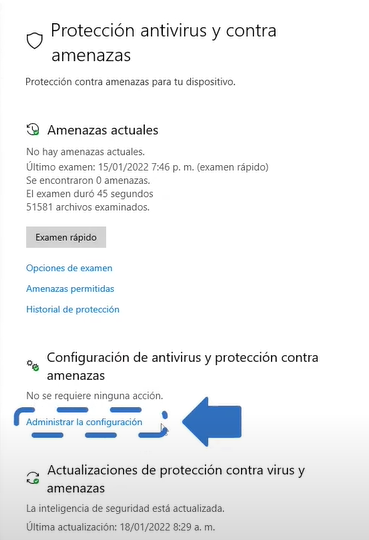 Protección antivirus y contra
amenazas
Protección contra amenazas para tu dispositivo.
Amenazas actuales
No hay amenazas actuales.
Último examen: 15/01/2022 7:46 p. m. (examen rápido)
Se encontraron 0 amenazas.
El examen duró 45 segundos
51581 archivos examinados.
Examen rápido
Opciones de examen
Amenazas permitidas
Historial de protección
Configuración de antivirus y protección contra
amenazas
No se requiere ninguna acción.
Administrar la configuración
Actualizaciones de protección contra virus y
amenazas
La inteligencia de seguridad está actualizada.
Última actualización: 18/01/2022 8:29 a. m.